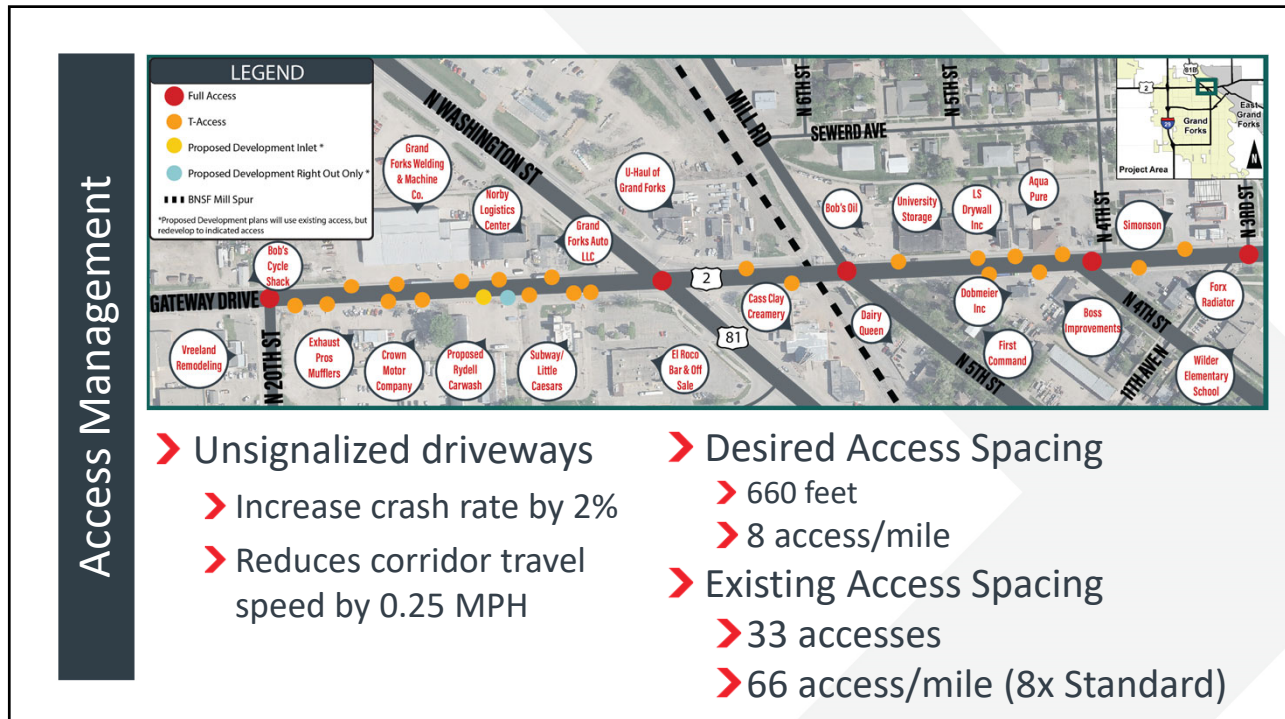 Access Management
LEGEND
Full Access
T-Access
Proposed Development Inlet *
Proposed Development Right Out Only *
BNSF Mill Spur
*Proposed Development plans will use existing access, but
redevelop to indicated access
N WASHINGTON ST
MILL RD
N 6TH ST
N 5TH ST
SEWERD AVE
N 4TH ST
N 3RD ST
81B
2
29
Grand
Forks
East
Grand
Forks
Project Area
N
Grand
Forks Welding
& Machine
Co.
Norby
Logistics
Center
Grand
Forks Auto
LLC
U-Haul of
Grand Forks
Bob's Oil
University
Storage
LS
Drywall
Inc
Aqua
Pure
Simonson
Bob's
Cycle
Shack
GATEWAY DRIVE
2
81
N 20TH ST
Vreeland
Remodeling
Exhaust
Pros
Mufflers
Crown
Motor
Company
Proposed
Rydell
Carwash
Subway/
Little
Caesars
El Roco
Bar & Off
Sale
Cass Clay
Creamery
Dairy
Queen
N 5TH ST
Dobmeier
Inc
First
Command
Boss
Improvements
N 4TH ST
11TH AVE N
Wilder
Elementary
School
Forx
Radiator
Unsignalized driveways
Increase crash rate by 2%
Reduces corridor travel
speed by 0.25 MPH
Desired Access Spacing
660 feet
8 access/mile
Existing Access Spacing
33 accesses
66 access/mile (8x Standard)